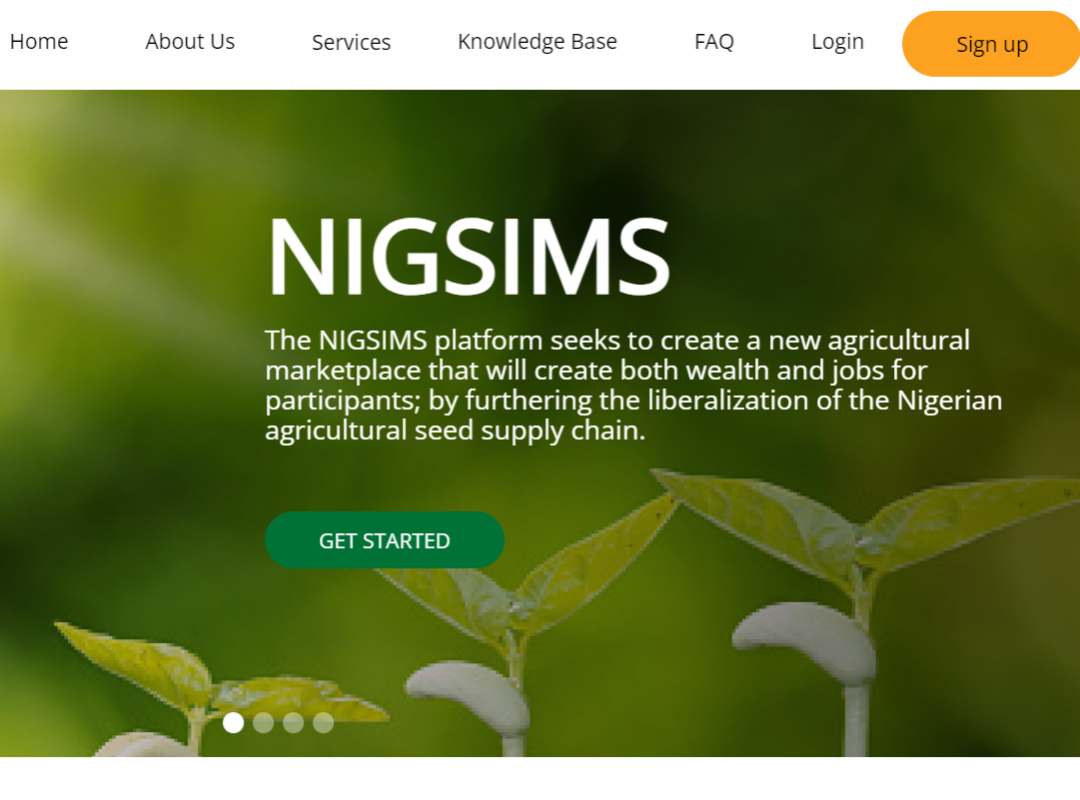 Home About Us Services Knowledge Base FAQ Login Sign up
NIGSIMS
The NIGSIMS platform seeks to create a new agricultural
marketplace that will create both wealth and jobs for
participants; by furthering the liberalization of the Nigerian
agricultural seed supply chain.
GET STARTED